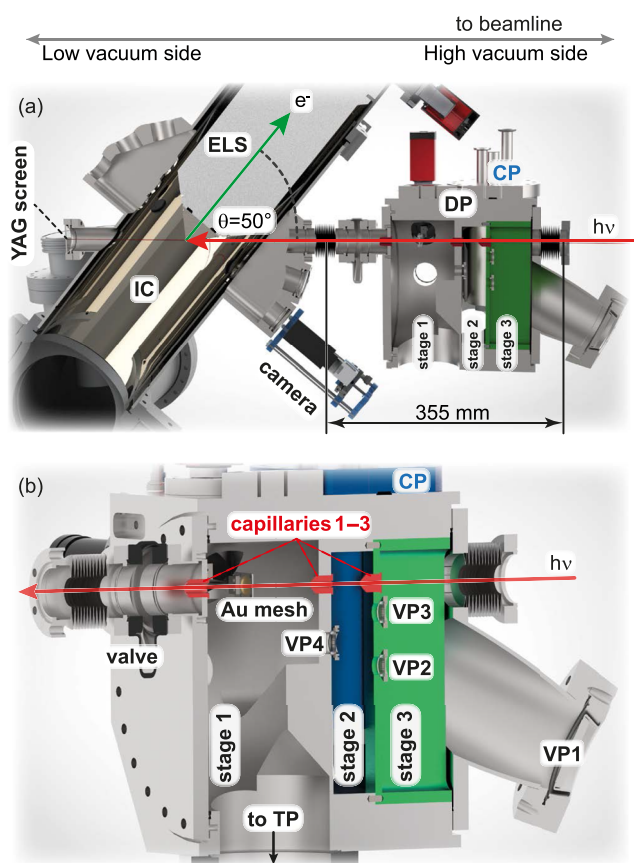 to beamline
Low vacuum side
High vacuum side
(a)
e-
ELS
CP
DP
YAG screen
θ=50°
hν
IC
stage 1
stage 2
stage 3
camera
355 mm
(b)
CP
capillaries 1–3
hν
Au mesh
VP3
VP4
valve
VP2
stage 1
stage 2
stage 3
VP1
to TP